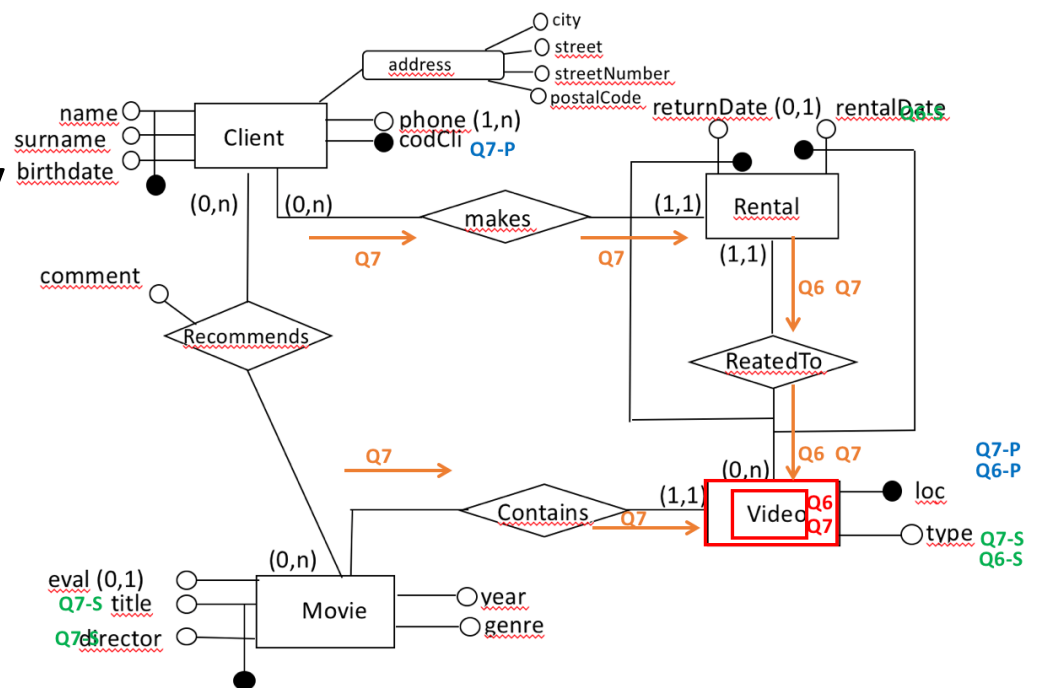 city
street
address
streetNumber
postalCode
returnDate (0,1) rentalDate
Q6-S
name
phone (1,n)
Client
surname
codCli
Q7-P
birthdate
(0,n)
(0,n)
makes
(1,1)
Rental
Q7
Q7
(1,1)
comment
Q6 Q7
Recommends
ReatedTo
Q7
Q6 Q7
Q7-P
Q6-P
(0,n)
(1,1)
loc
Contains
Q7
Video
Q6
Q7
type
Q7-S
Q6-S
(0,n)
eval (0,1)
Q7-S title
Movie
year
genre
Q7-S
director